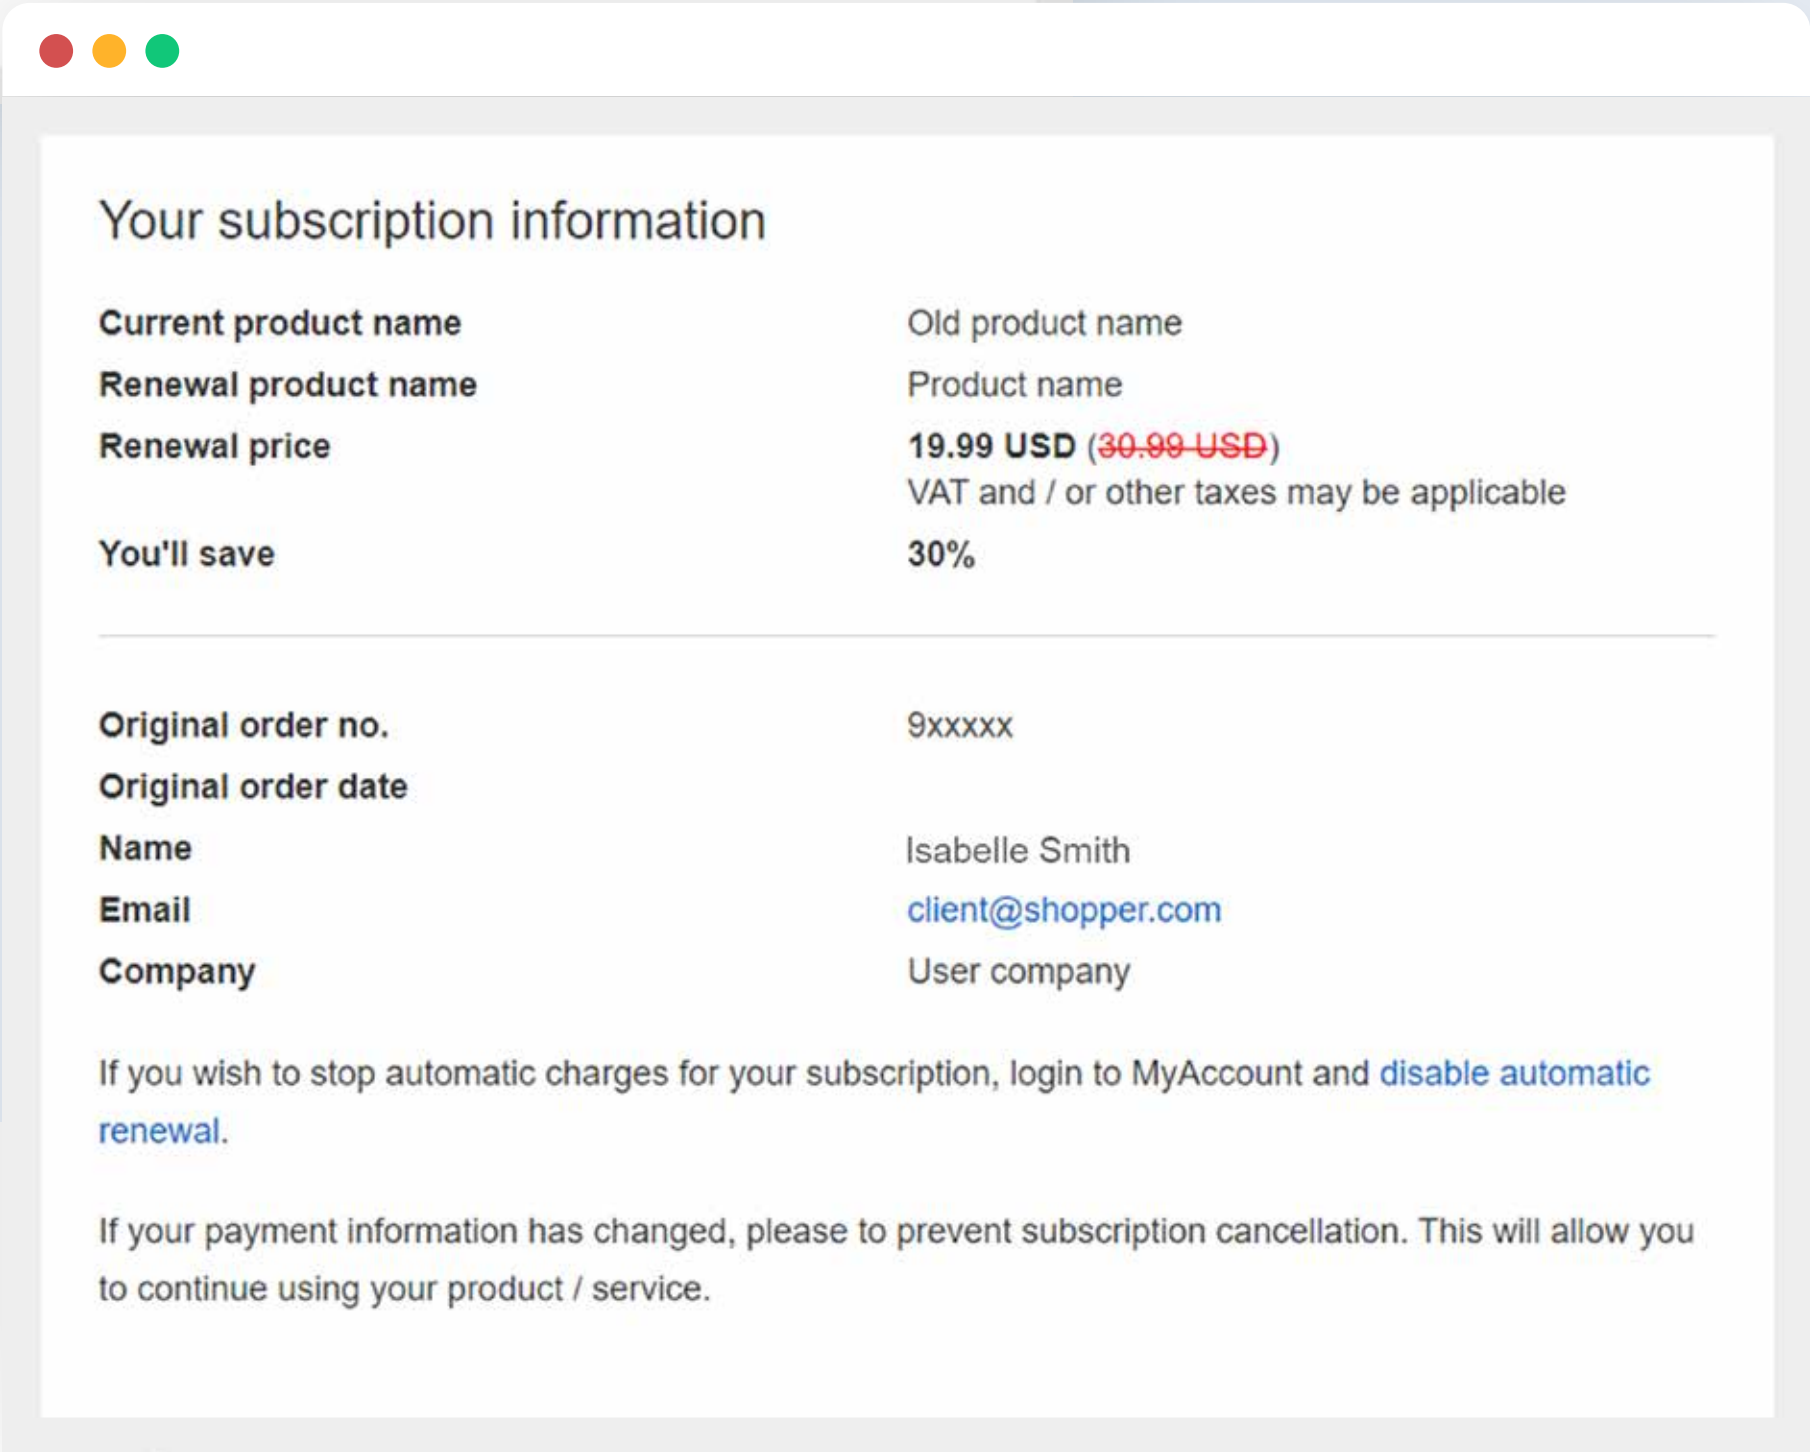 Your subscription information
Current product name Old product name
Renewal product name Product name
Renewal price 19.99 USD (30.99 USD)
VAT and / or other taxes may be applicable
You'll save 30%
Original order no. 9xxxxx
Original order date
Name Isabelle Smith
Email client@shopper.com
Company User company
If you wish to stop automatic charges for your subscription, login to MyAccount and disable automatic
renewal.
If your payment information has changed, please to prevent subscription cancellation. This will allow you
to continue using your product / service.